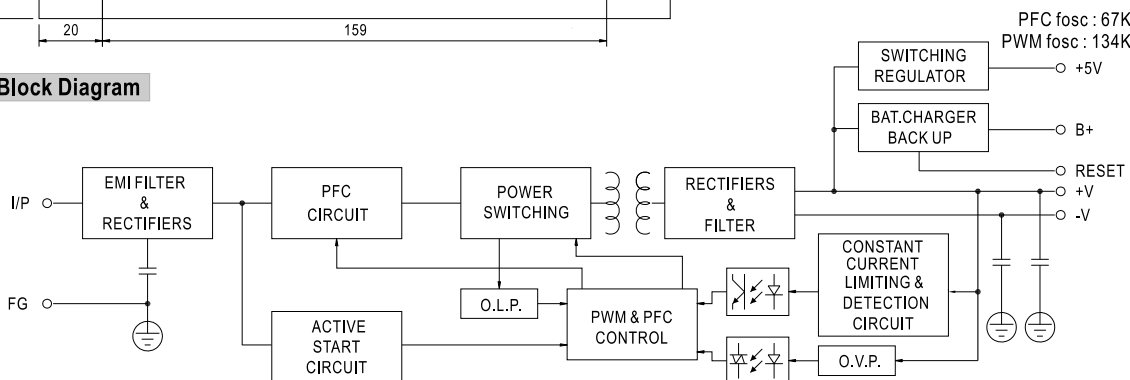 20
159
PFC fosc : 67K
PWM fosc : 134K
Block Diagram
SWITCHING
REGULATOR
+5V
BAT.CHARGER
BACK UP
B+
RESET
+V
-V
I/P
EMI FILTER
&
RECTIFIERS
PFC
CIRCUIT
POWER
SWITCHING
RECTIFIERS
&
FILTER
FG
ACTIVE
START
CIRCUIT
O.L.P.
PWM & PFC
CONTROL
CONSTANT
CURRENT
LIMITING &
DETECTION
CIRCUIT
O.V.P.